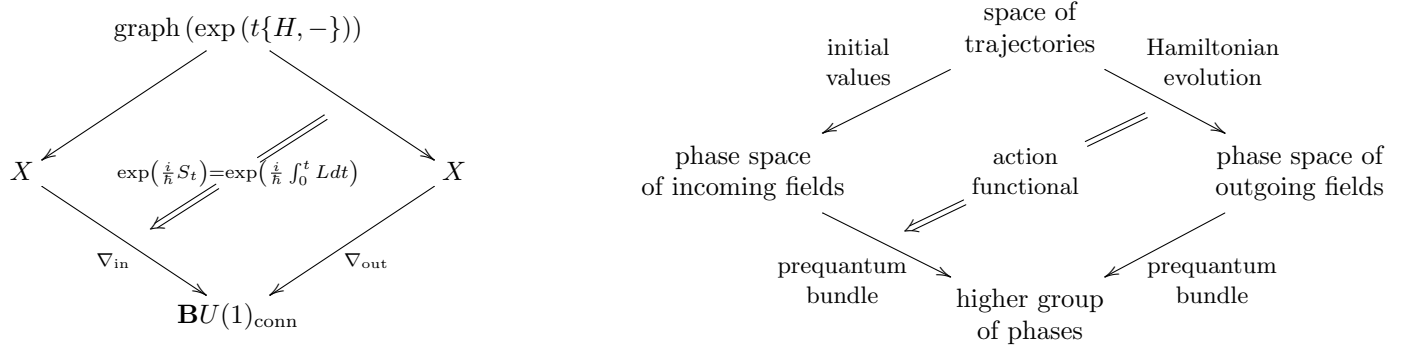 graph (exp (t{H, −}))
X
exp(i/ħ S_t)=exp(i/ħ ∫_0^t Ldt)
X
∇_in
∇_out
BU(1)_conn
space of
trajectories
initial
values
Hamiltonian
evolution
phase space
of incoming fields
action
functional
phase space of
outgoing fields
prequantum
bundle
prequantum
bundle
higher group
of phases